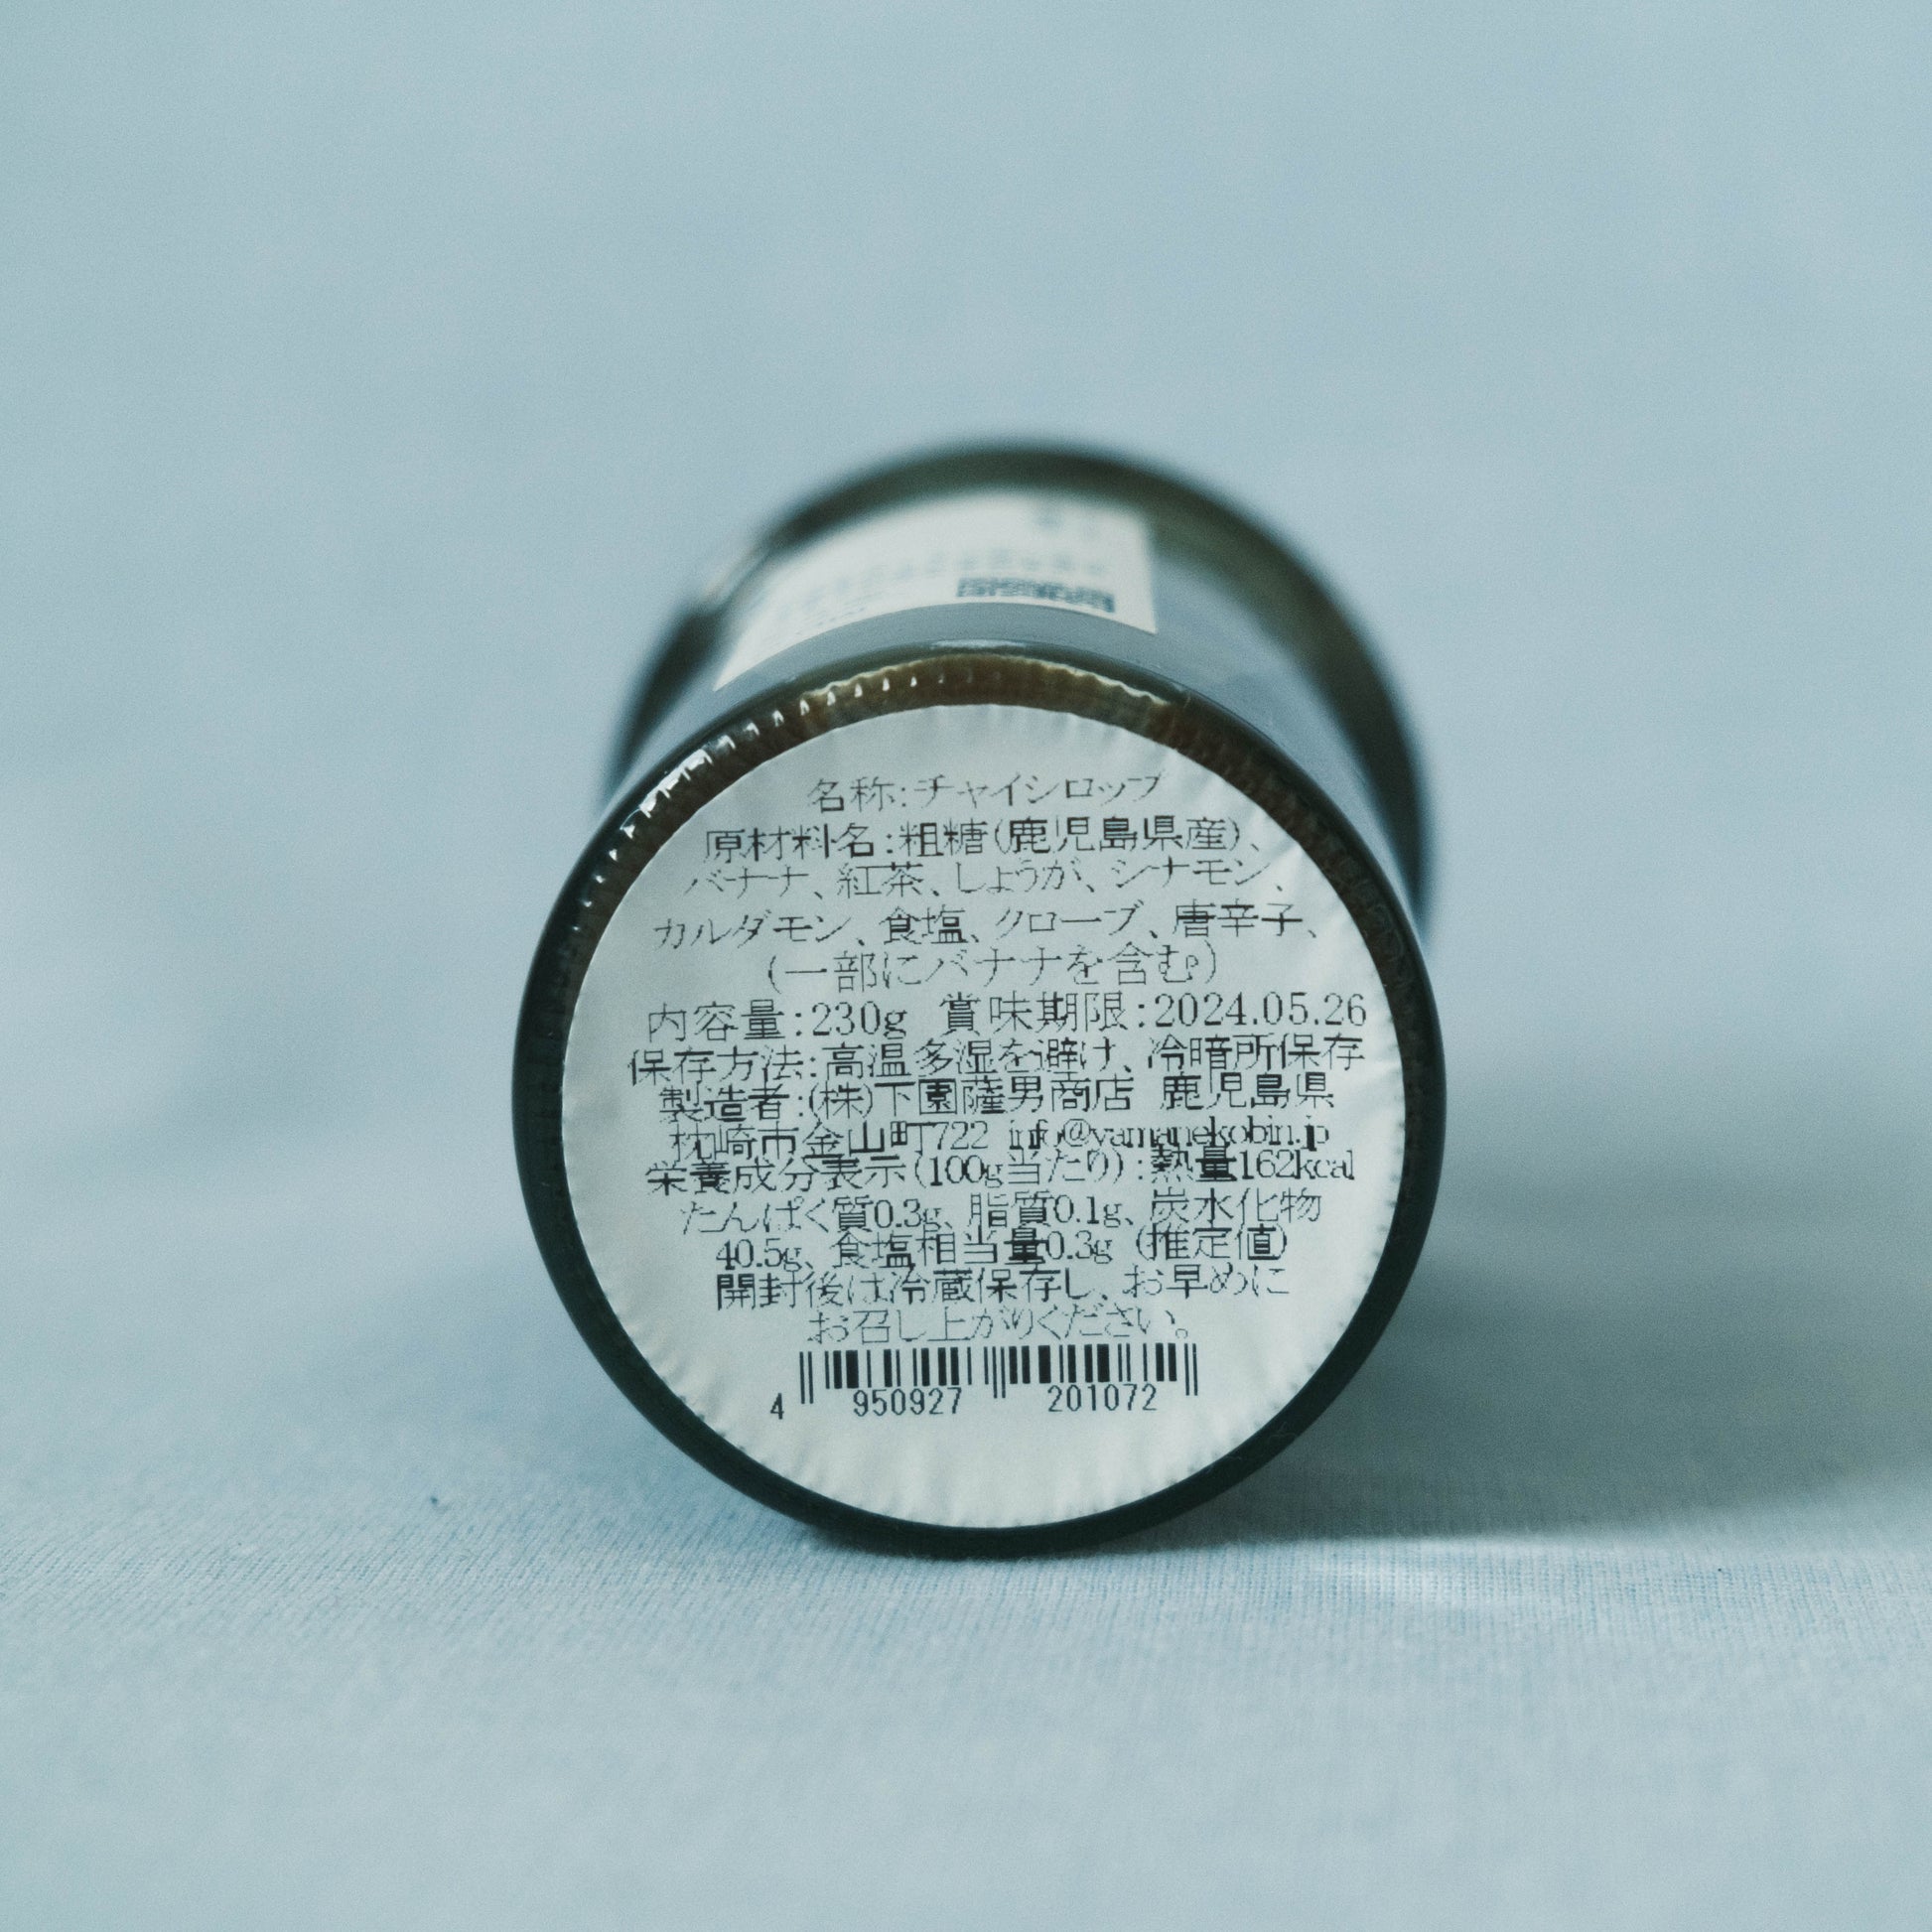 名称:チャイシロップ
原材料名:粗糖(鹿児島県産)、
バナナ、紅茶、しょうが、シナモン、
カルダモン、食塩、クローブ、唐辛子、
(一部にバナナを含む)
内容量:230g 賞味期限:2024.05.26
保存方法:高温多湿を避け、冷暗所保存
製造者:(株)下園薩男商店 鹿児島県
枕崎市金山町722 info@yamanekobin.jp
栄養成分表示(100g当たり):熱量162kcal
たんぱく質0.3g、脂質0.1g、炭水化物
40.5g、食塩相当量0.3g (推定値)
開封後は冷蔵保存し、お早めに
お召し上がりください。
4 950927 201072